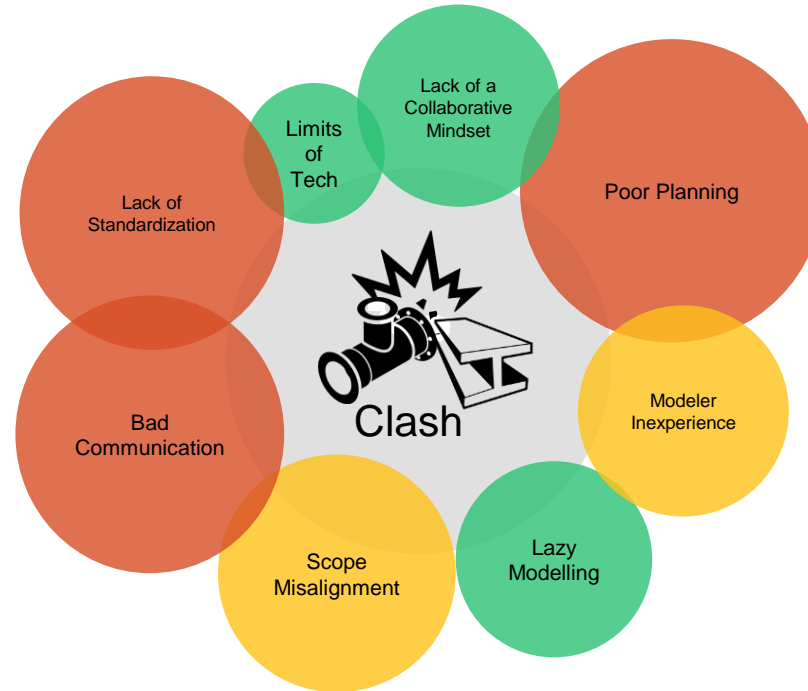 Lack of a
Collaborative
Mindset
Limits
of
Tech
Poor Planning
Lack of
Standardization
Clash
Modeler
Inexperience
Bad
Communication
Scope
Misalignment
Lazy
Modelling